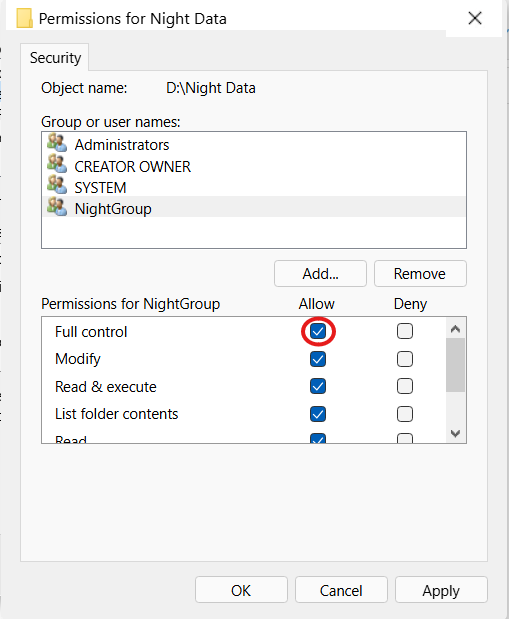 Permissions for Night Data
Security
Object name: D:\Night Data
Group or user names:
Administrators
CREATOR OWNER
SYSTEM
NightGroup
Add... Remove
Permissions for NightGroup Allow Deny
Full control
Modify
Read & execute
List folder contents
Read
OK Cancel Apply